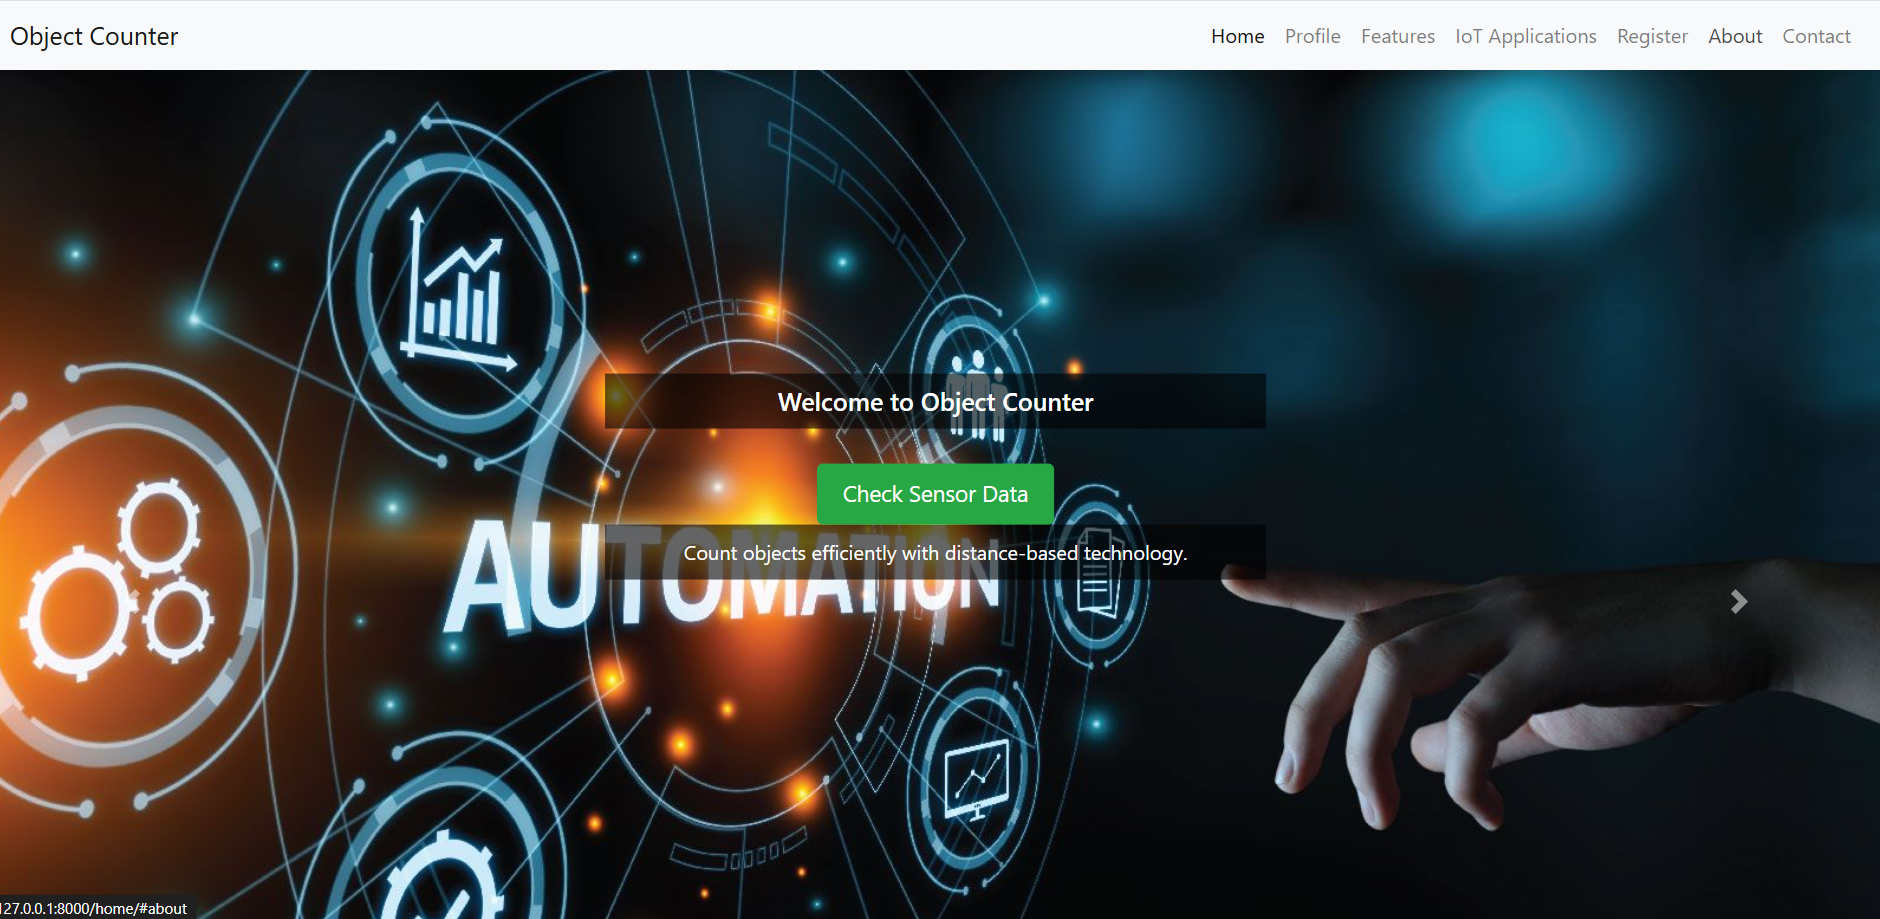 Object Counter
Home Profile Features IoT Applications Register About Contact
Welcome to Object Counter
Check Sensor Data
Count objects efficiently with distance-based technology.
AUTOMATION
127.0.0.1:8000/home/#about